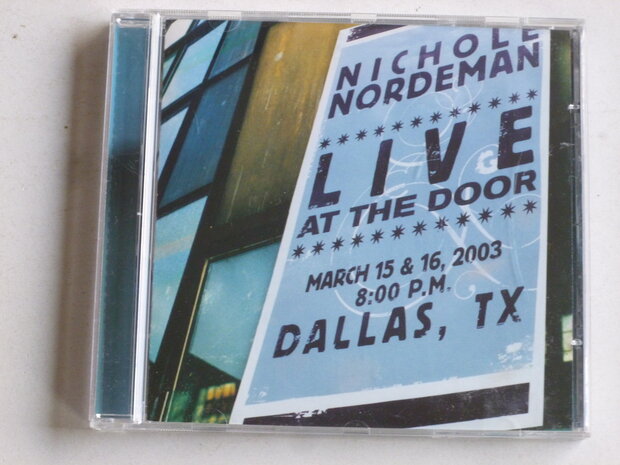 NICHOLE
NORDEMAN
LIVE
AT THE DOOR
MARCH 15 & 16, 2003
8:00 P.M.
DALLAS, TX